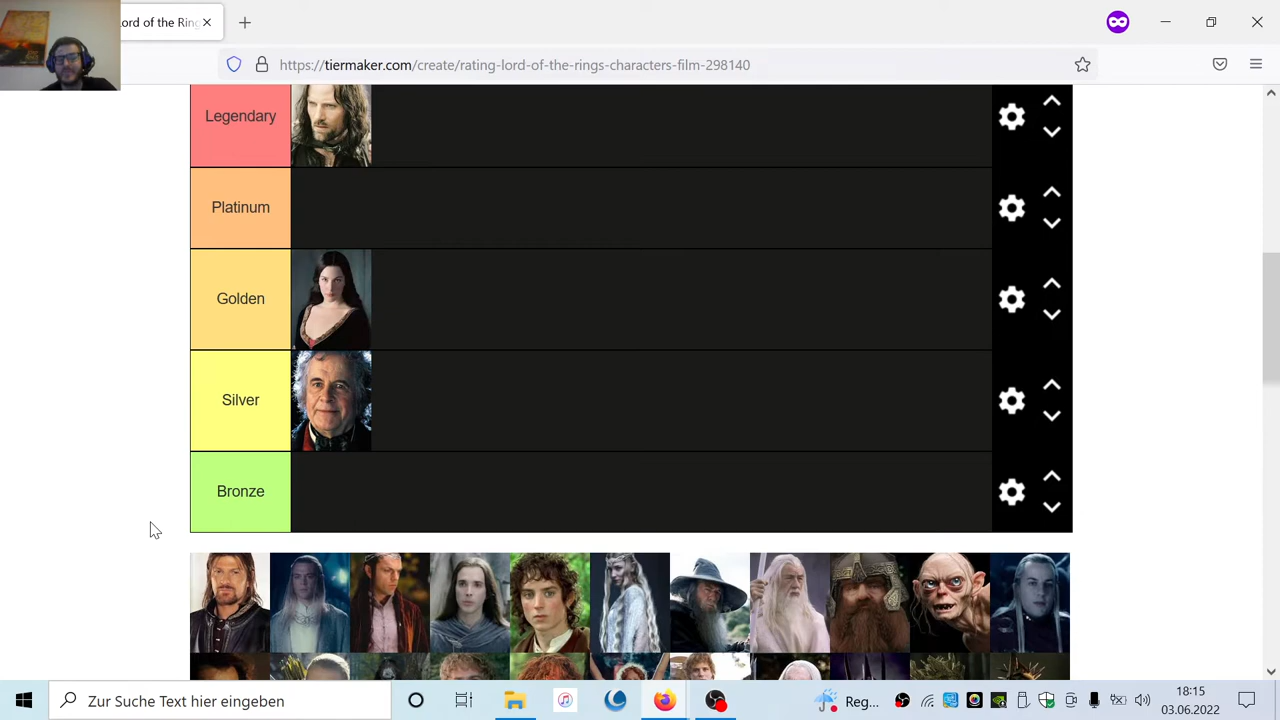 ord of the Ring
https://tiermaker.com/create/rating-lord-of-the-rings-characters-film-298140
Legendary
Platinum
Golden
Silver
Bronze
Zur Suche Text hier eingeben
Reg...
18:15
03.06.2022